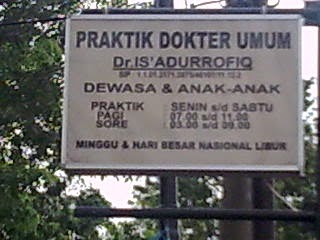 PRAKTIK DOKTER UMUM
Dr.IS'ADURROFIQ
SIP :
DEWASA & ANAK-ANAK
PRAKTIK : SENIN s/d SABTU
PAGI : 07.00 s/d 11.00
SORE : 03.00 s/d 09.00
MINGGU & HARI BESAR NASIONAL LIBUR